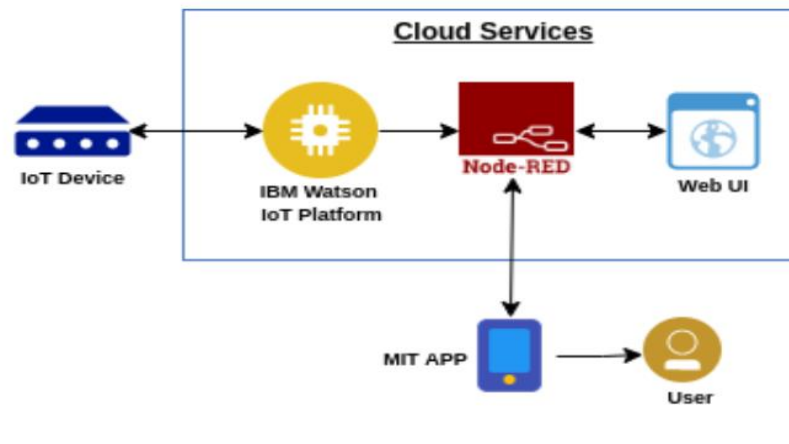 Cloud Services
IoT Device
IBM Watson
IoT Platform
Node-RED
Web UI
MIT APP
User